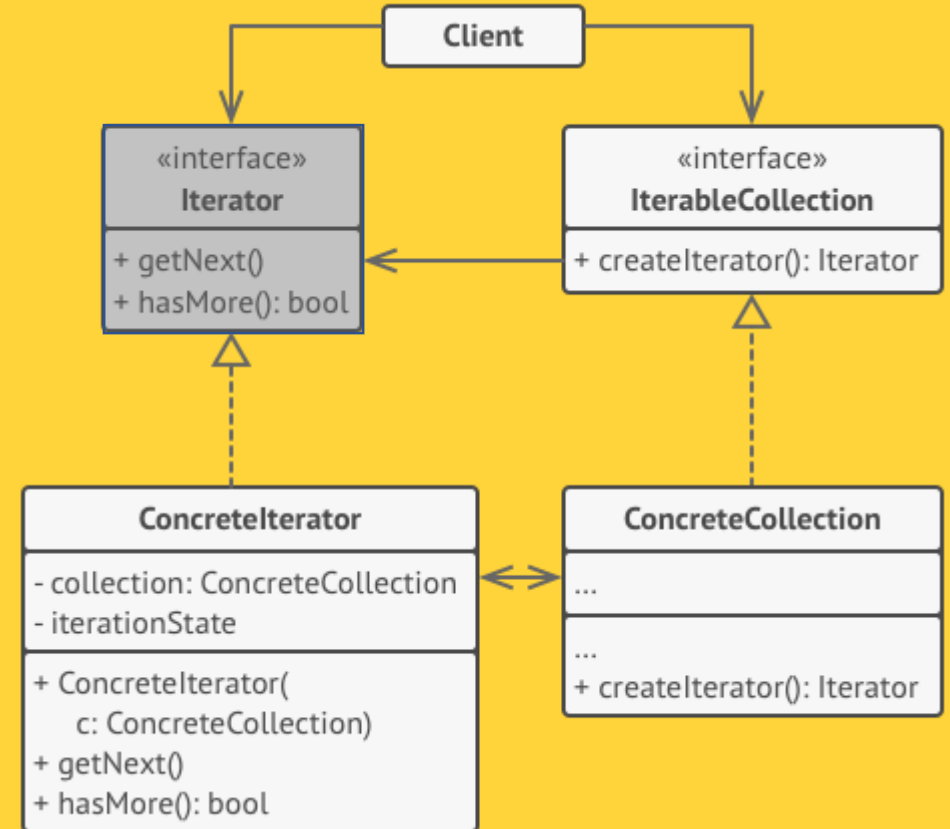 Client
«interface»
Iterator
+ getNext()
+ hasMore(): bool
«interface»
IterableCollection
+ createIterator(): Iterator
ConcreteIterator
- collection: ConcreteCollection
- iterationState
+ ConcreteIterator(
c: ConcreteCollection)
+ getNext()
+ hasMore(): bool
ConcreteCollection
...
...
+ createIterator(): Iterator